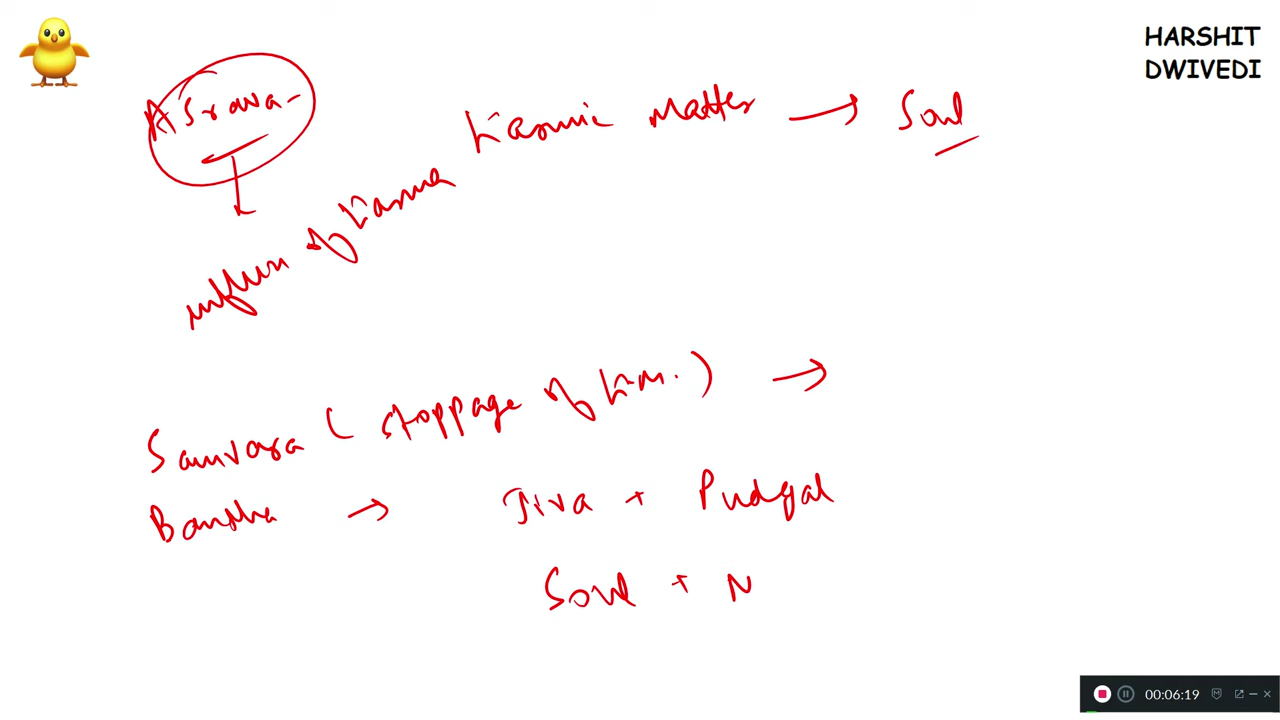 HARSHIT
DWIVEDI
ASrava -
Karmic Matter → Soul
influx of Karma
Samvara ( stoppage of K.m. ) →
Bandha → Jiva + Pudgal
Soul + M
00:06:19